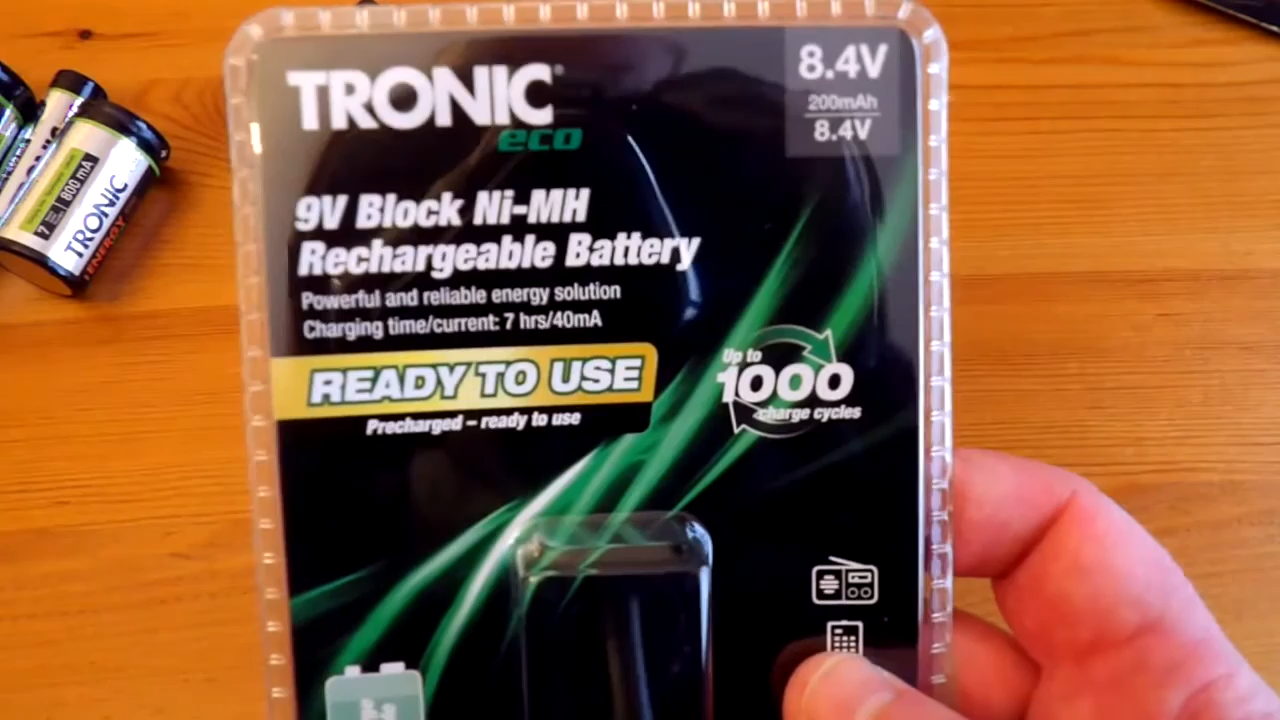 TRONIC
eco
8.4V
200mAh
8.4V
9V Block Ni-MH
Rechargeable Battery
Powerful and reliable energy solution
Charging time/current: 7 hrs/40mA
READY TO USE
Precharged – ready to use
Up to
1000
charge cycles
800 mA
TRONIC
ENERGY